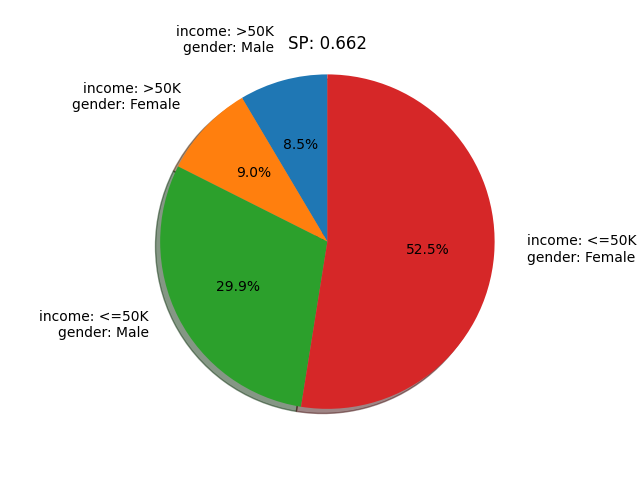 income: >50K
gender: Male
SP: 0.662
income: >50K
gender: Female
8.5%
9.0%
income: <=50K
gender: Female
52.5%
29.9%
income: <=50K
gender: Male